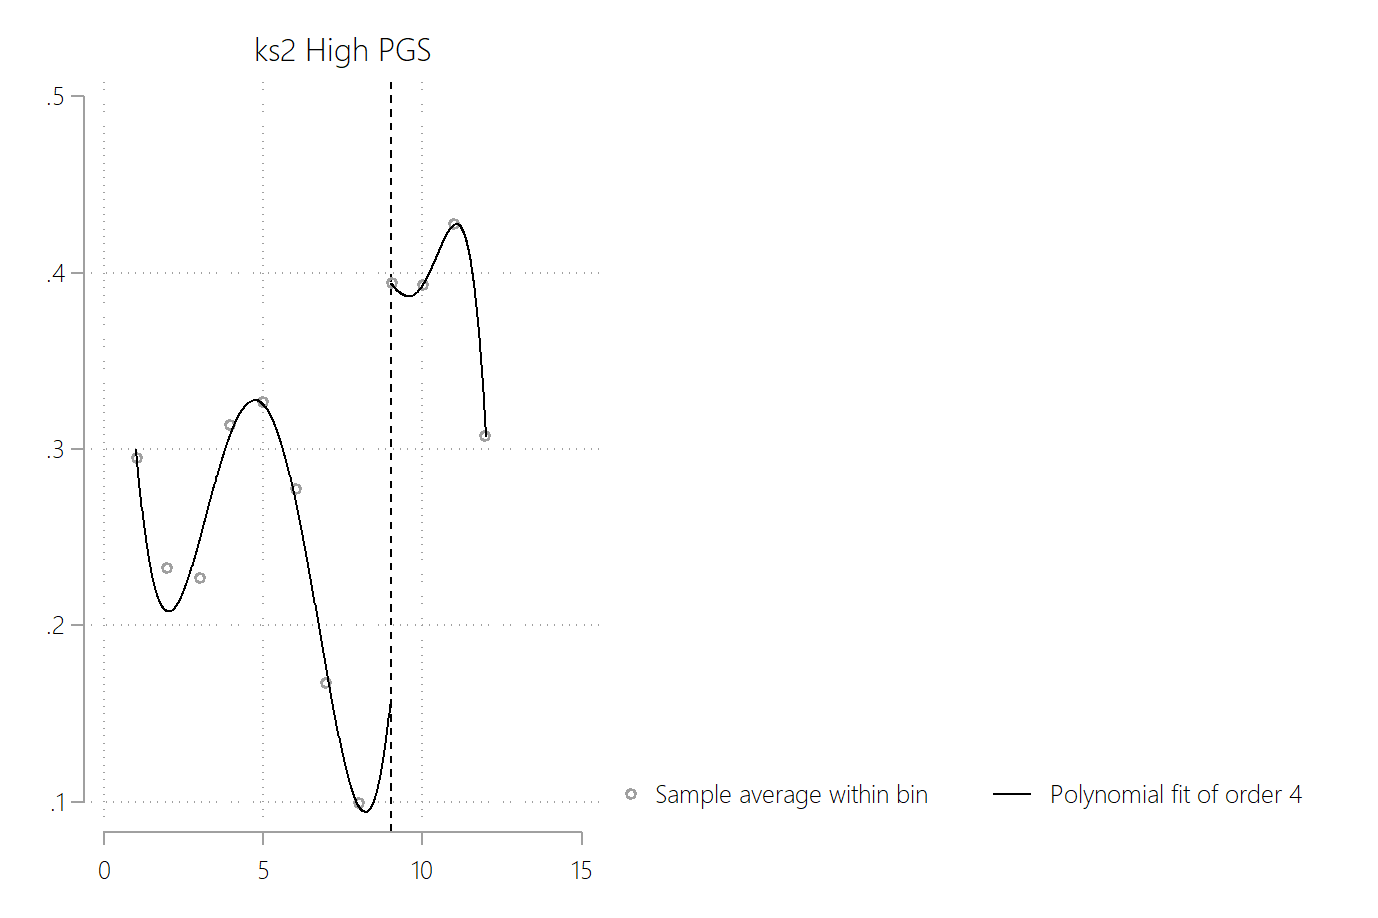 ks2 High PGS
.5
.4
.3
.2
.1
0 5 10 15
Sample average within bin
Polynomial fit of order 4